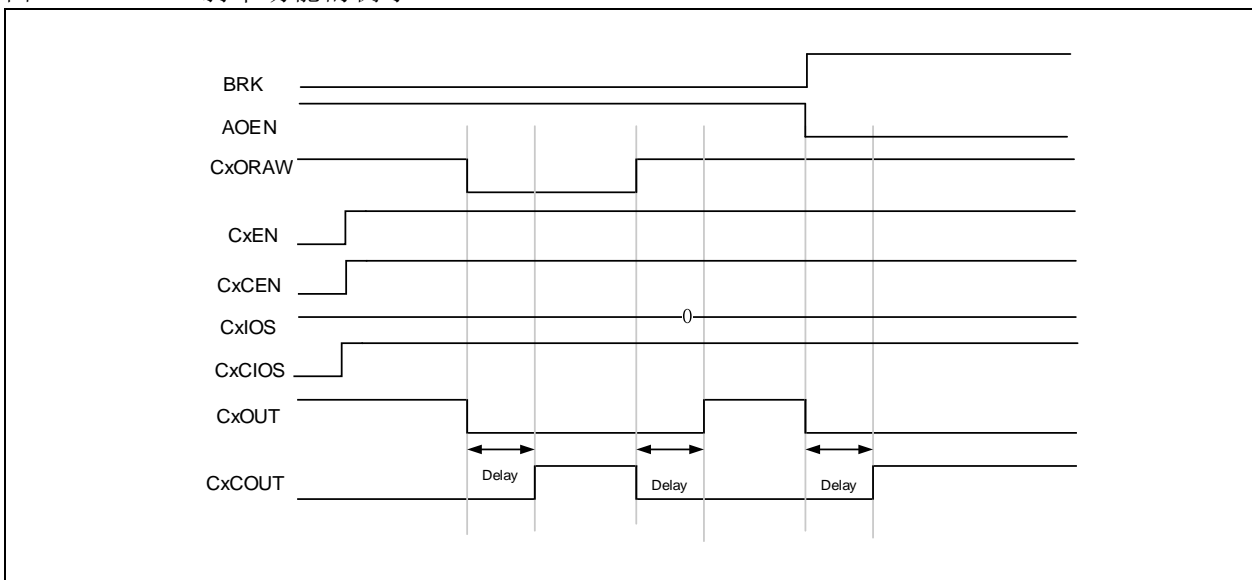 BRK
AOEN
CxORAW
CxEN
CxCEN
CxIOS
0
CxCIOS
CxOUT
CxCOUT
Delay
Delay
Delay